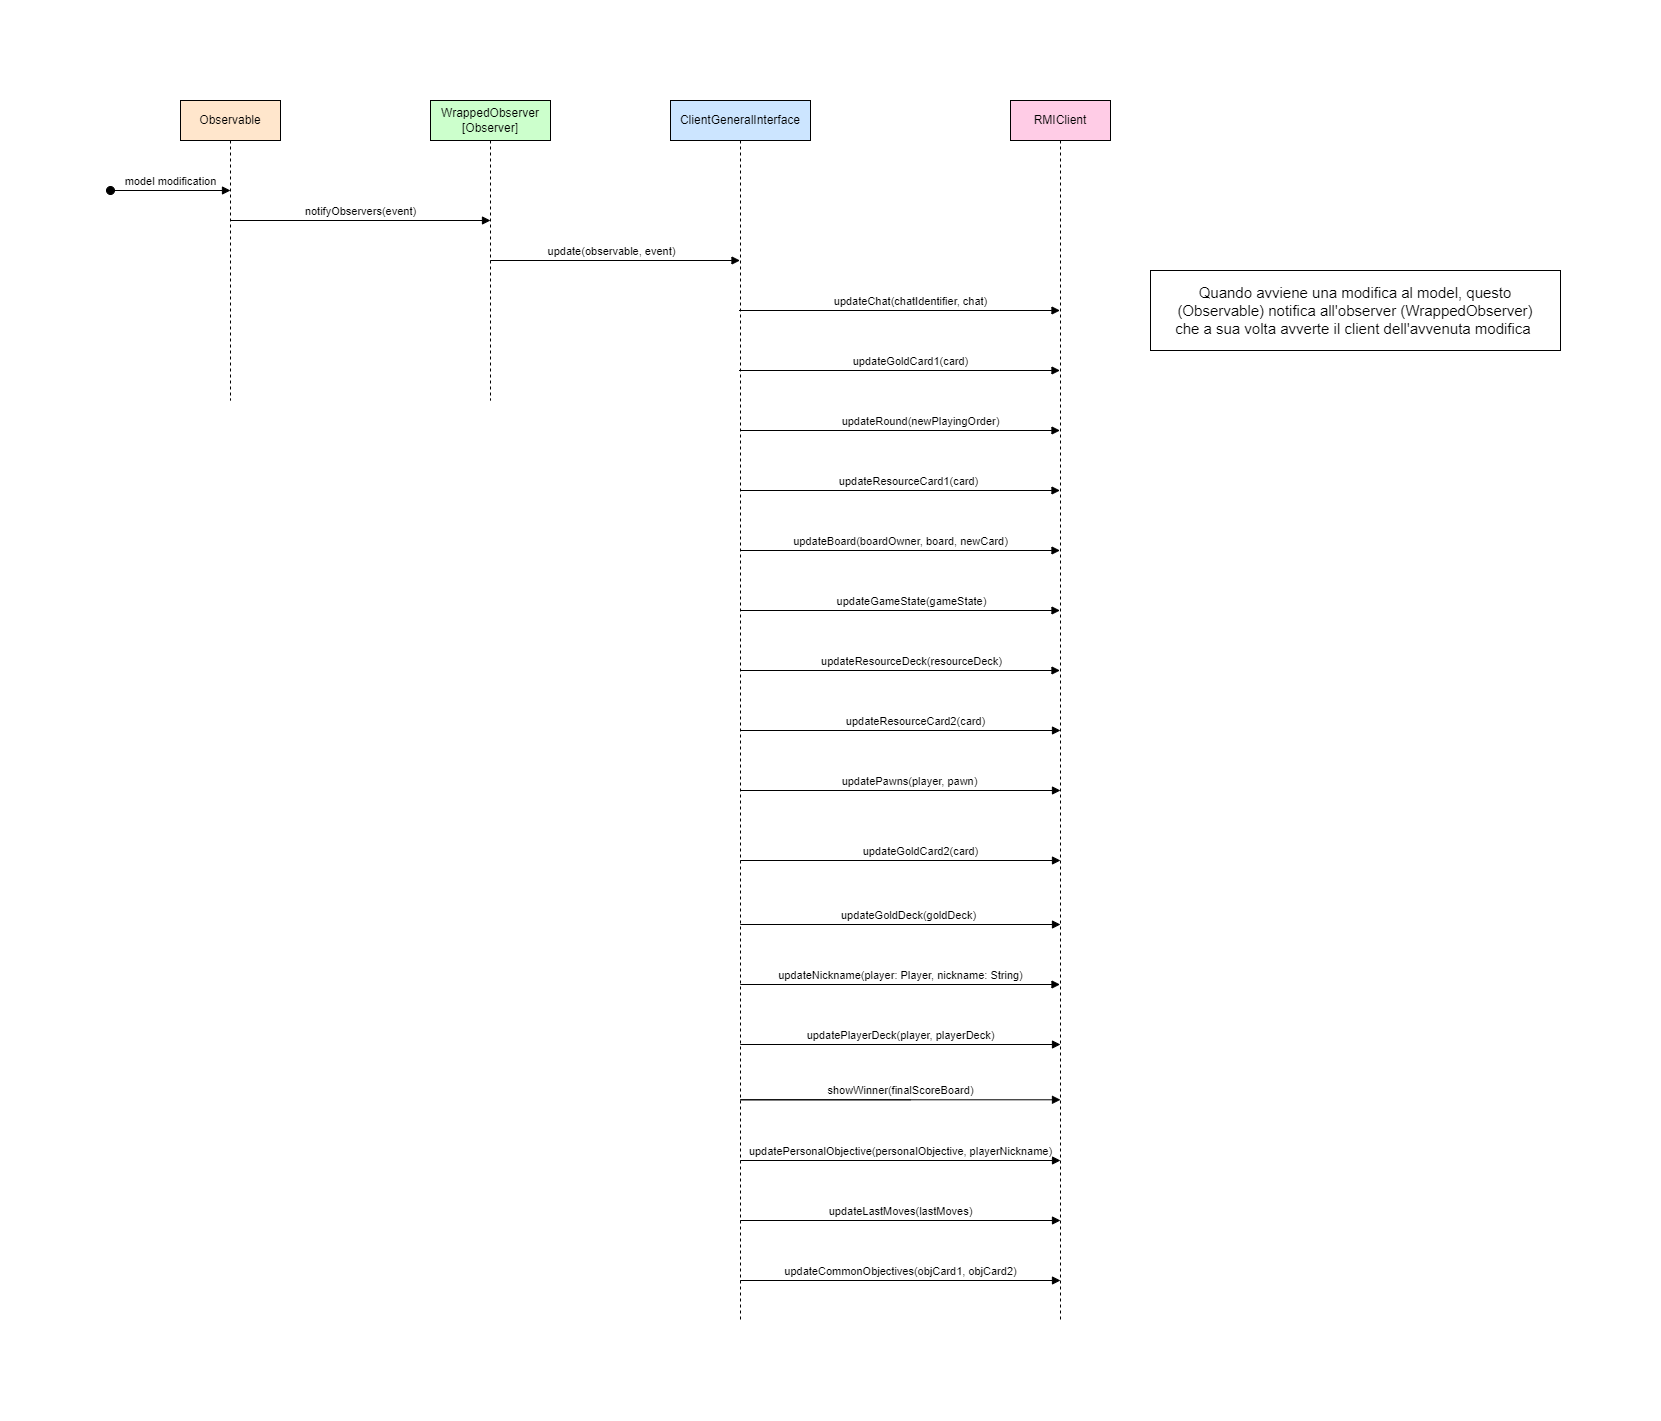 Observable
WrappedObserver
[Observer]
ClientGeneralInterface
RMIClient
model modification
notifyObservers(event)
update(observable, event)
Quando avviene una modifica al model, questo
(Observable) notifica all'observer (WrappedObserver)
che a sua volta avverte il client dell'avvenuta modifica
updateChat(chatIdentifier, chat)
updateGoldCard1(card)
updateRound(newPlayingOrder)
updateResourceCard1(card)
updateBoard(boardOwner, board, newCard)
updateGameState(gameState)
updateResourceDeck(resourceDeck)
updateResourceCard2(card)
updatePawns(player, pawn)
updateGoldCard2(card)
updateGoldDeck(goldDeck)
updateNickname(player: Player, nickname: String)
updatePlayerDeck(player, playerDeck)
showWinner(finalScoreBoard)
updatePersonalObjective(personalObjective, playerNickname)
updateLastMoves(lastMoves)
updateCommonObjectives(objCard1, objCard2)